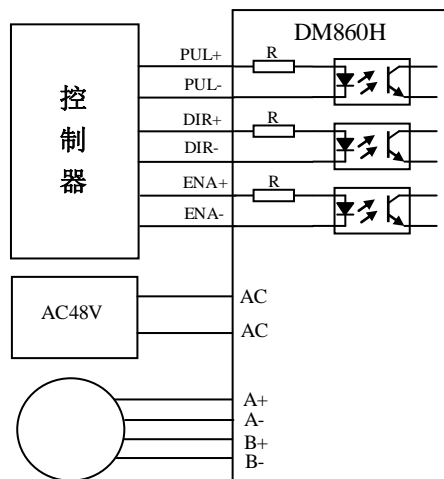 DM860H
控制器
PUL+
R
PUL-
DIR+
R
DIR-
ENA+
R
ENA-
AC48V
AC
AC
A+
A-
B+
B-